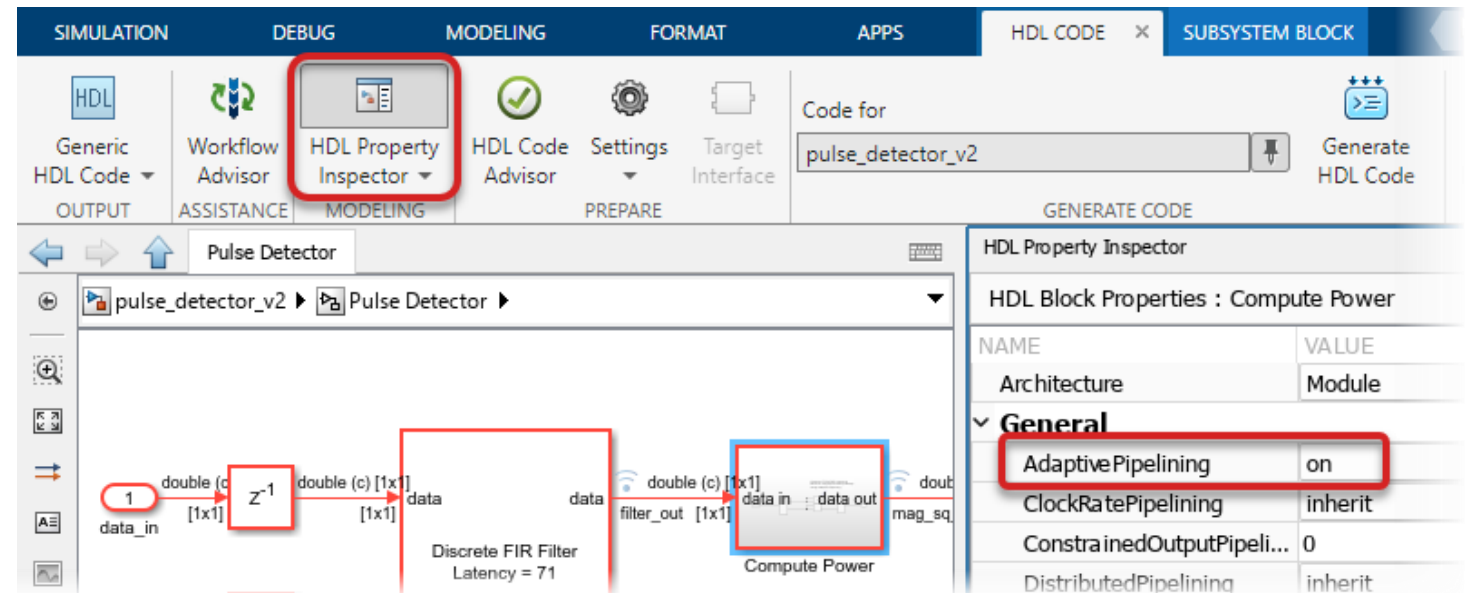 SIMULATION DEBUG MODELING FORMAT APPS HDL CODE × SUBSYSTEM BLOCK
HDL
Generic Workflow HDL Property HDL Code Settings Target Code for Generate
HDL Code Advisor Inspector Advisor Interface pulse_detector_v2 HDL Code
OUTPUT ASSISTANCE MODELING PREPARE GENERATE CODE
Pulse Detector
pulse_detector_v2 Pulse Detector
HDL Property Inspector
HDL Block Properties : Compute Power
NAME VALUE
Architecture Module
General
AdaptivePipelining on
ClockRatePipelining inherit
ConstrainedOutputPipeli... 0
DistributedPipelining inherit
1
data_in
double (c
[1x1]
z-1
double (c) [1x1]
[1x1]
data data
Discrete FIR Filter
Latency = 71
double (c) [1x1]
filter_out [1x1]
data in data out
Compute Power
doub
mag_sq